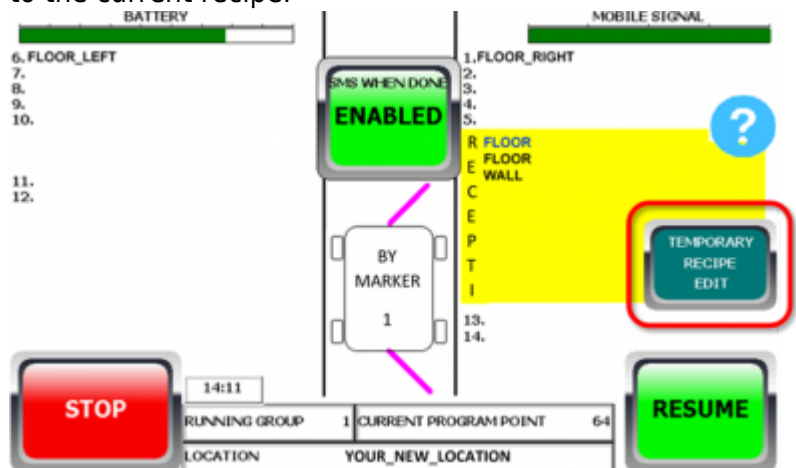 to the current recipe.
BATTERY
MOBILE SIGNAL
6. FLOOR_LEFT
7.
8.
9.
10.
11.
12.
SMS WHEN DONE
ENABLED
1. FLOOR_RIGHT
2.
3.
4.
5.
?
RECEPTI
FLOOR
FLOOR
WALL
TEMPORARY
RECIPE
EDIT
13.
14.
BY
MARKER
1
STOP
14:11
RUNNING GROUP 1 CURRENT PROGRAM POINT 64
LOCATION YOUR_NEW_LOCATION
RESUME